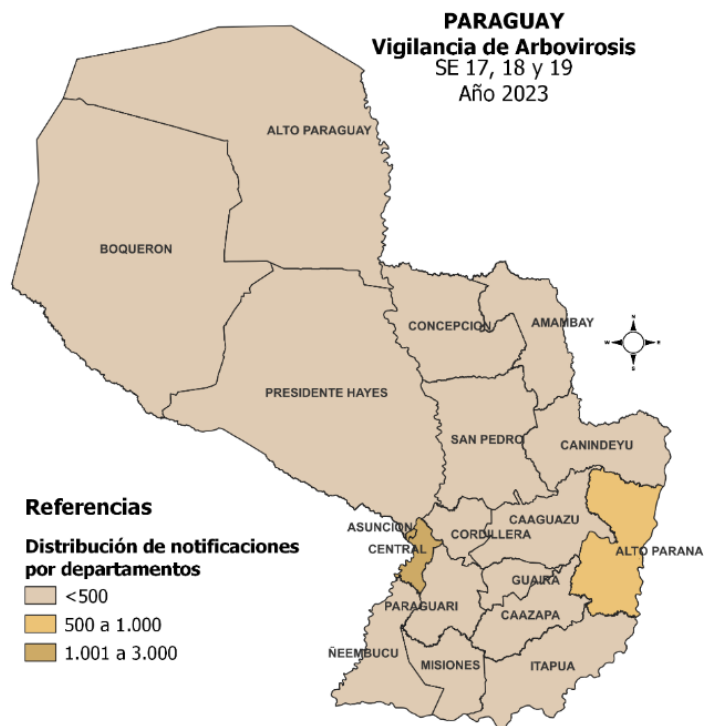 PARAGUAY
Vigilancia de Arbovirosis
SE 17, 18 y 19
Año 2023
ALTO PARAGUAY
BOQUERON
CONCEPCION
AMAMBAY
N
W
E
S
PRESIDENTE HAYES
SAN PEDRO
CANINDEYU
Referencias
Distribución de notificaciones
por departamentos
<500
500 a 1.000
1.001 a 3.000
ASUNCION
CENTRAL
CORDILLERA
CAAGUAZU
ALTO PARANA
GUAIRA
PARAGUARI
CAAZAPA
ÑEEMBUCU
MISIONES
ITAPUA